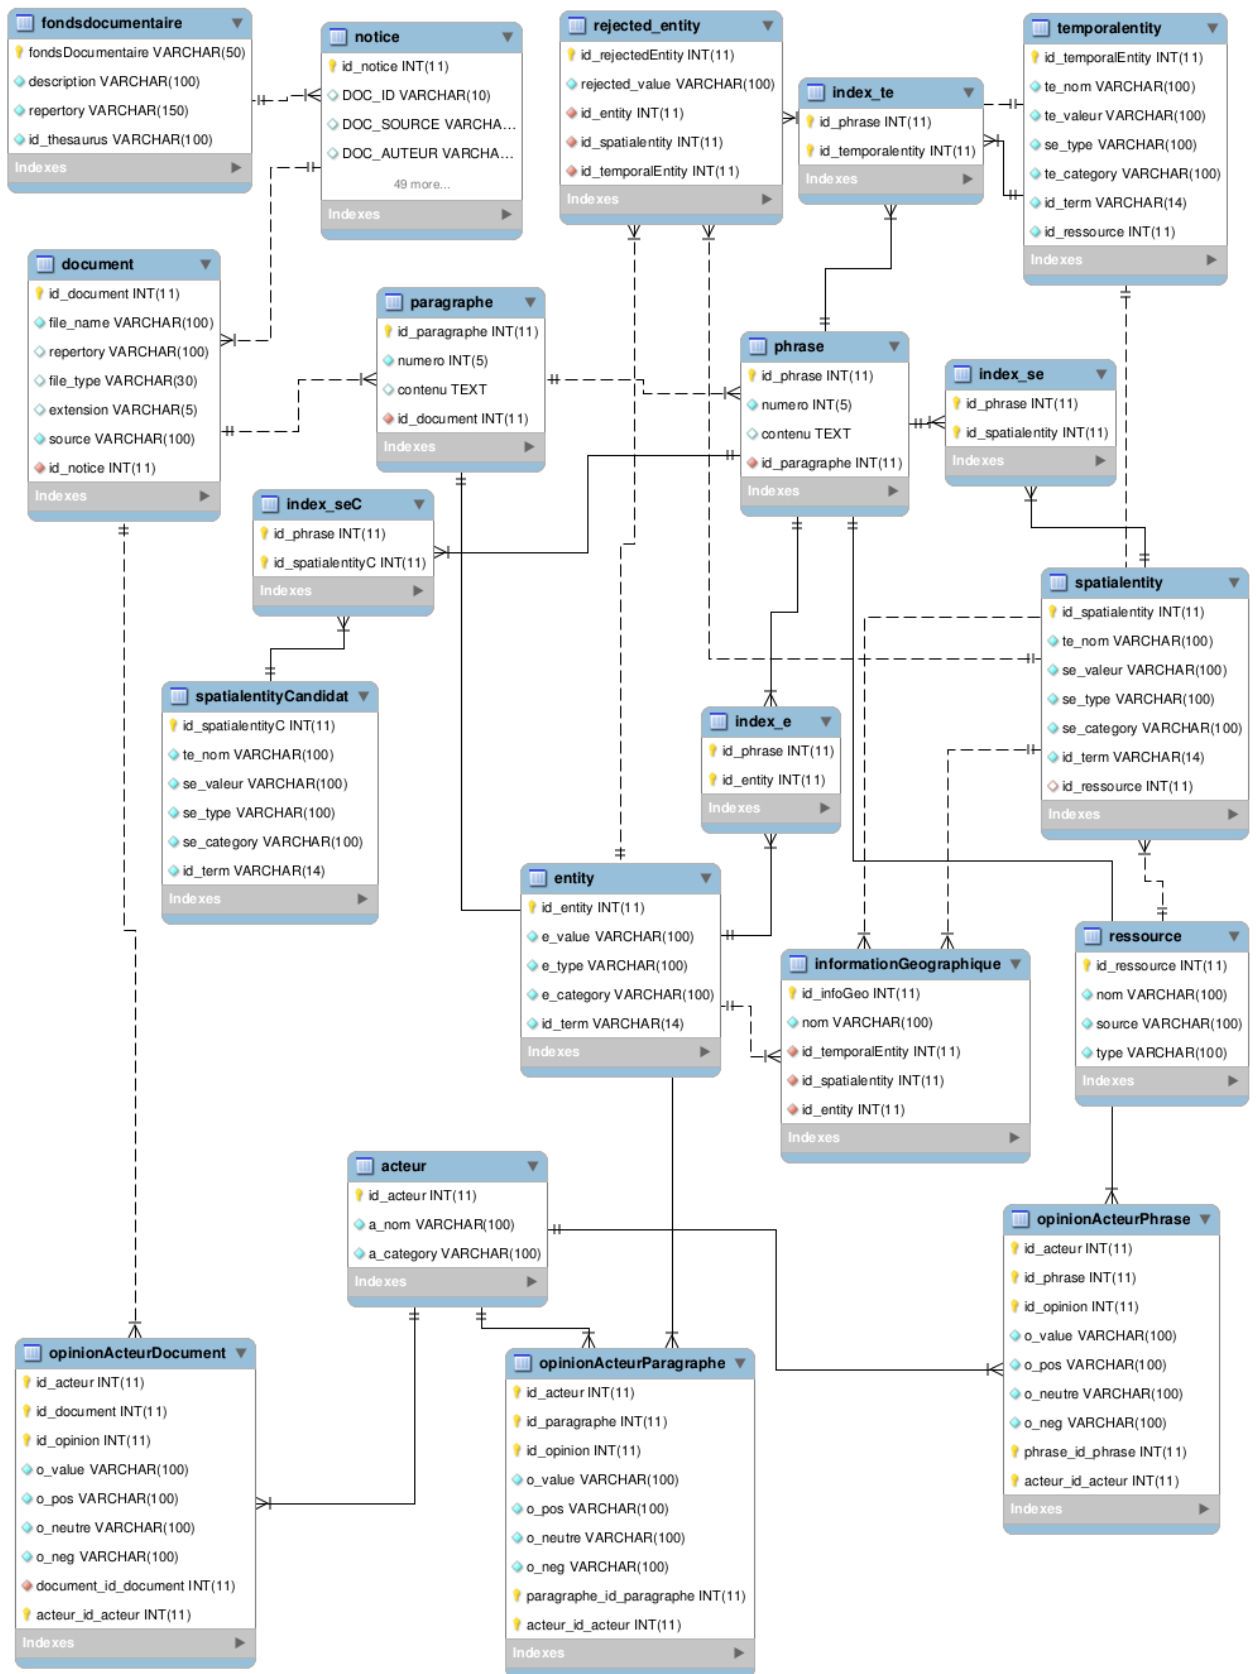 fondsdocumentaire
fondsDocumentaire VARCHAR(50)
description VARCHAR(100)
repertory VARCHAR(150)
id_thesaurus VARCHAR(100)
Indexes
notice
id_notice INT(11)
DOC_ID VARCHAR(10)
DOC_SOURCE VARCHA...
DOC_AUTEUR VARCHA...
49 more...
Indexes
rejected_entity
id_rejectedEntity INT(11)
rejected_value VARCHAR(100)
id_entity INT(11)
id_spatialentity INT(11)
id_temporalEntity INT(11)
Indexes
index_te
id_phrase INT(11)
id_temporalentity INT(11)
Indexes
temporalentity
id_temporalEntity INT(11)
te_nom VARCHAR(100)
te_valeur VARCHAR(100)
se_type VARCHAR(100)
te_category VARCHAR(100)
id_term VARCHAR(14)
id_ressource INT(11)
Indexes
document
id_document INT(11)
file_name VARCHAR(100)
repertory VARCHAR(100)
file_type VARCHAR(30)
extension VARCHAR(5)
source VARCHAR(100)
id_notice INT(11)
Indexes
paragraphe
id_paragraphe INT(11)
numero INT(5)
contenu TEXT
id_document INT(11)
Indexes
phrase
id_phrase INT(11)
numero INT(5)
contenu TEXT
id_paragraphe INT(11)
Indexes
index_se
id_phrase INT(11)
id_spatialentity INT(11)
Indexes
index_seC
id_phrase INT(11)
id_spatialentityC INT(11)
Indexes
spatialentity
id_spatialentity INT(11)
te_nom VARCHAR(100)
se_valeur VARCHAR(100)
se_type VARCHAR(100)
se_category VARCHAR(100)
id_term VARCHAR(14)
id_ressource INT(11)
Indexes
spatialentityCandidat
id_spatialentityC INT(11)
te_nom VARCHAR(100)
se_valeur VARCHAR(100)
se_type VARCHAR(100)
se_category VARCHAR(100)
id_term VARCHAR(14)
Indexes
index_e
id_phrase INT(11)
id_entity INT(11)
Indexes
entity
id_entity INT(11)
e_value VARCHAR(100)
e_type VARCHAR(100)
e_category VARCHAR(100)
id_term VARCHAR(14)
Indexes
informationGeographique
id_infoGeo INT(11)
nom VARCHAR(100)
id_temporalEntity INT(11)
id_spatialentity INT(11)
id_entity INT(11)
Indexes
ressource
id_ressource INT(11)
nom VARCHAR(100)
source VARCHAR(100)
type VARCHAR(100)
Indexes
acteur
id_acteur INT(11)
a_nom VARCHAR(100)
a_category VARCHAR(100)
Indexes
opinionActeurPhrase
id_acteur INT(11)
id_phrase INT(11)
id_opinion INT(11)
o_value VARCHAR(100)
o_pos VARCHAR(100)
o_neutre VARCHAR(100)
o_neg VARCHAR(100)
phrase_id_phrase INT(11)
acteur_id_acteur INT(11)
Indexes
opinionActeurDocument
id_acteur INT(11)
id_document INT(11)
id_opinion INT(11)
o_value VARCHAR(100)
o_pos VARCHAR(100)
o_neutre VARCHAR(100)
o_neg VARCHAR(100)
document_id_document INT(11)
acteur_id_acteur INT(11)
Indexes
opinionActeurParagraphe
id_acteur INT(11)
id_paragraphe INT(11)
id_opinion INT(11)
o_value VARCHAR(100)
o_pos VARCHAR(100)
o_neutre VARCHAR(100)
o_neg VARCHAR(100)
paragraphe_id_paragraphe INT(11)
acteur_id_acteur INT(11)
Indexes